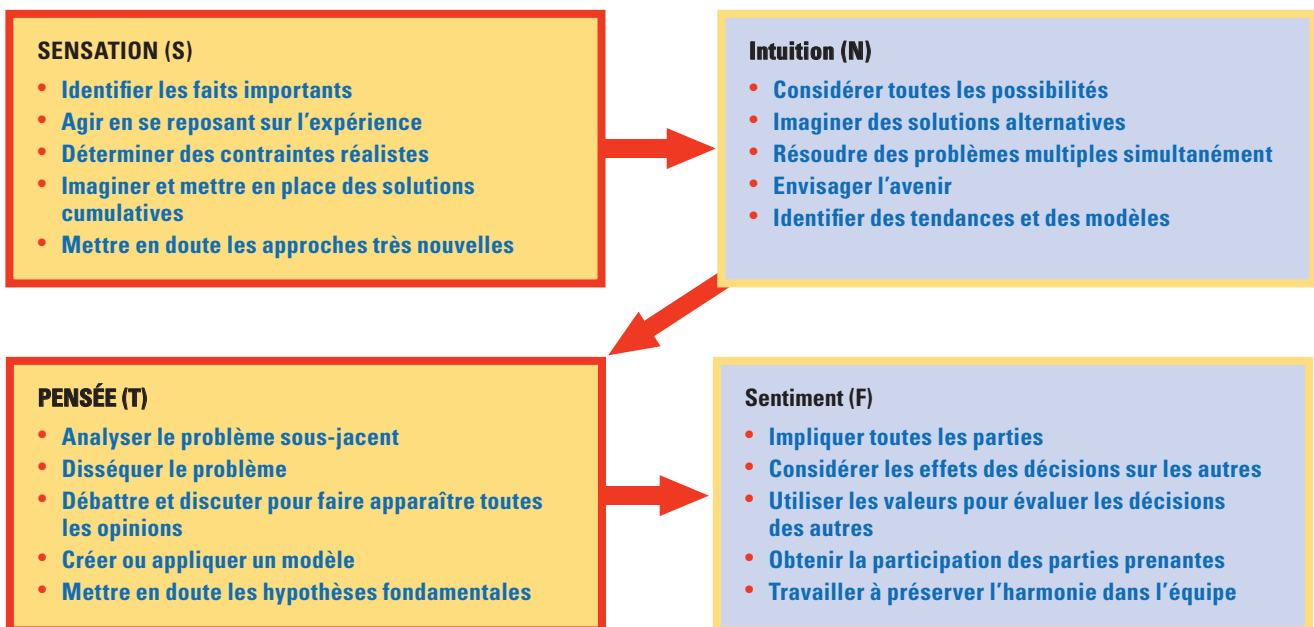 SENSATION (S)
• Identifier les faits importants
• Agir en se reposant sur l’expérience
• Déterminer des contraintes réalistes
• Imaginer et mettre en place des solutions
cumulatives
• Mettre en doute les approches très nouvelles
Intuition (N)
• Considérer toutes les possibilités
• Imaginer des solutions alternatives
• Résoudre des problèmes multiples simultanément
• Envisager l’avenir
• Identifier des tendances et des modèles
PENSÉE (T)
• Analyser le problème sous-jacent
• Disséquer le problème
• Débattre et discuter pour faire apparaître toutes
les opinions
• Créer ou appliquer un modèle
• Mettre en doute les hypothèses fondamentales
Sentiment (F)
• Impliquer toutes les parties
• Considérer les effets des décisions sur les autres
• Utiliser les valeurs pour évaluer les décisions
des autres
• Obtenir la participation des parties prenantes
• Travailler à préserver l’harmonie dans l’équipe